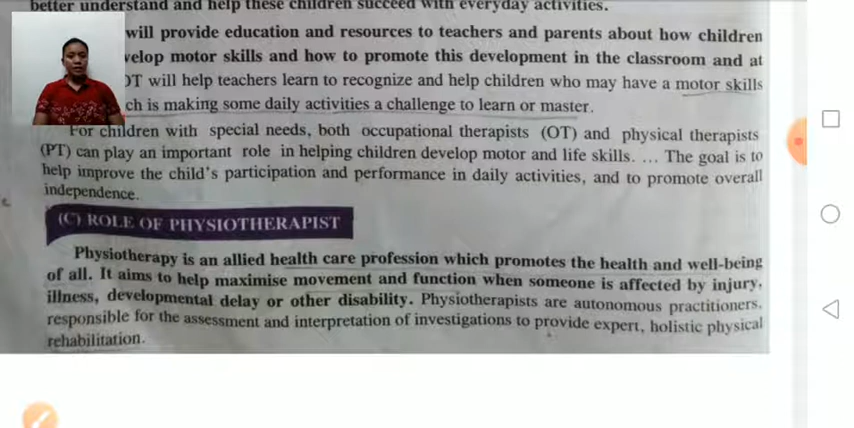 better understand and help these children succeed with everyday activities.
will provide education and resources to teachers and parents about how children
velop motor skills and how to promote this development in the classroom and at
OT will help teachers learn to recognize and help children who may have a motor skills
ch is making some daily activities a challenge to learn or master.
For children with special needs, both occupational therapists (OT) and physical therapists
(PT) can play an important role in helping children develop motor and life skills. ... The goal is to
help improve the child's participation and performance in daily activities, and to promote overall
independence.
(C) ROLE OF PHYSIOTHERAPIST
Physiotherapy is an allied health care profession which promotes the health and well-being
of all. It aims to help maximise movement and function when someone is affected by injury,
illness, developmental delay or other disability. Physiotherapists are autonomous practitioners,
responsible for the assessment and interpretation of investigations to provide expert, holistic physical
rehabilitation.